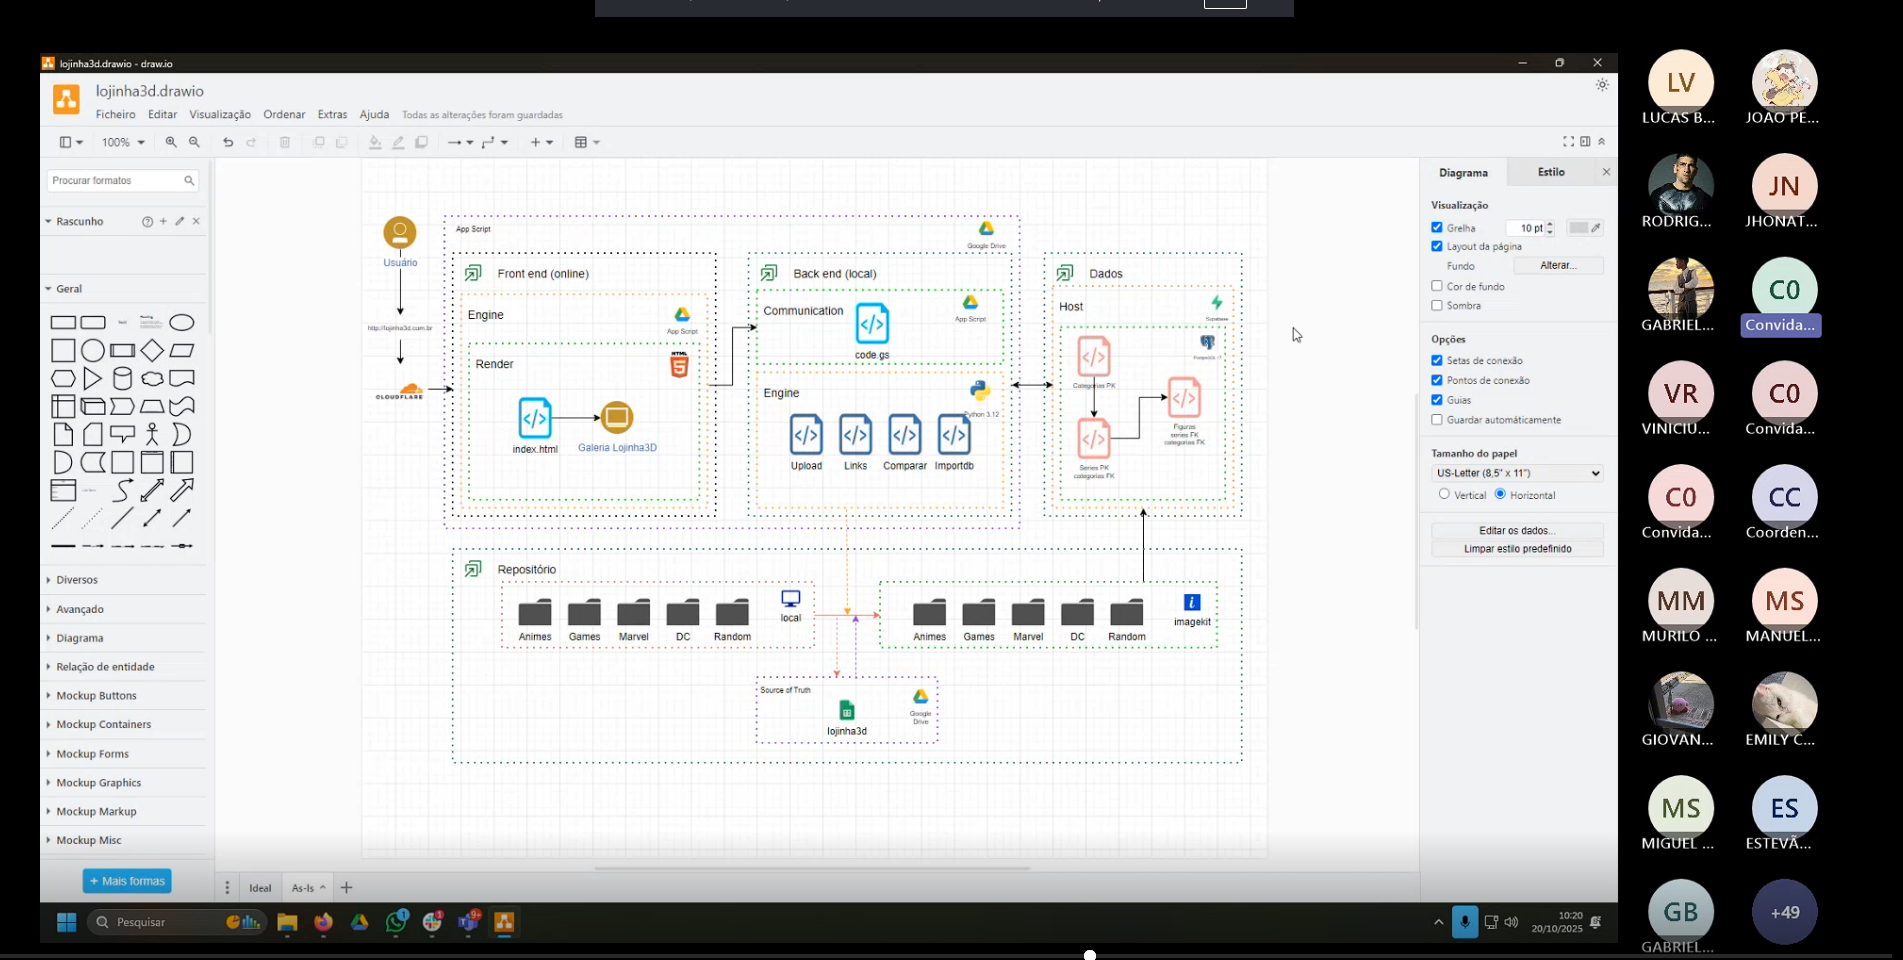 lojinha3d.drawio - draw.io
lojinha3d.drawio
Ficheiro Editar Visualização Ordenar Extras Ajuda Todas as alterações foram guardadas
100%
Procurar formatos
Rascunho
Geral
Diversos
Avançado
Diagrama
Relação de entidade
Mockup Buttons
Mockup Containers
Mockup Forms
Mockup Graphics
Mockup Markup
Mockup Misc
+ Mais formas
Usuário
http://lojinha3d.com.br
CLOUDFLARE
App Script
Google Drive
Front end (online)
Engine
App Script
Render
HTML
5
index.html
Galeria Lojinha3D
Back end (local)
Communication
App Script
code.gs
Engine
Python 3.12
Upload Links Comparar Importdb
Dados
Host
Supabase
PostgreSQL 17
Categorias PK
Series PK
categorias FK
Figuras
series FK
categorias FK
Repositório
Animes Games Marvel DC Random
local
Animes Games Marvel DC Random
imagekit
Source of Truth
lojinha3d
Google
Drive
Diagrama Estilo
Visualização
Grelha 10 pt
Layout da página
Fundo Alterar...
Cor de fundo
Sombra
Opções
Setas de conexão
Pontos de conexão
Guias
Guardar automáticamente
Tamanho do papel
US-Letter (8,5" x 11")
Vertical Horizontal
Editar os dados...
Limpar estilo predefinido
Ideal As-Is
Pesquisar
1
1
9+
10:20
20/10/2025
LV
LUCAS B...
JOAO PE...
RODRIG...
JN
JHONAT...
GABRIEL...
C0
Convida...
VR
VINICIU...
C0
Convida...
C0
Convida...
CC
Coorden...
MM
MURILO ...
MS
MANUEL...
GIOVAN...
EMILY C...
MS
MIGUEL ...
ES
ESTEVÃ...
GB
GABRIEL...
+49